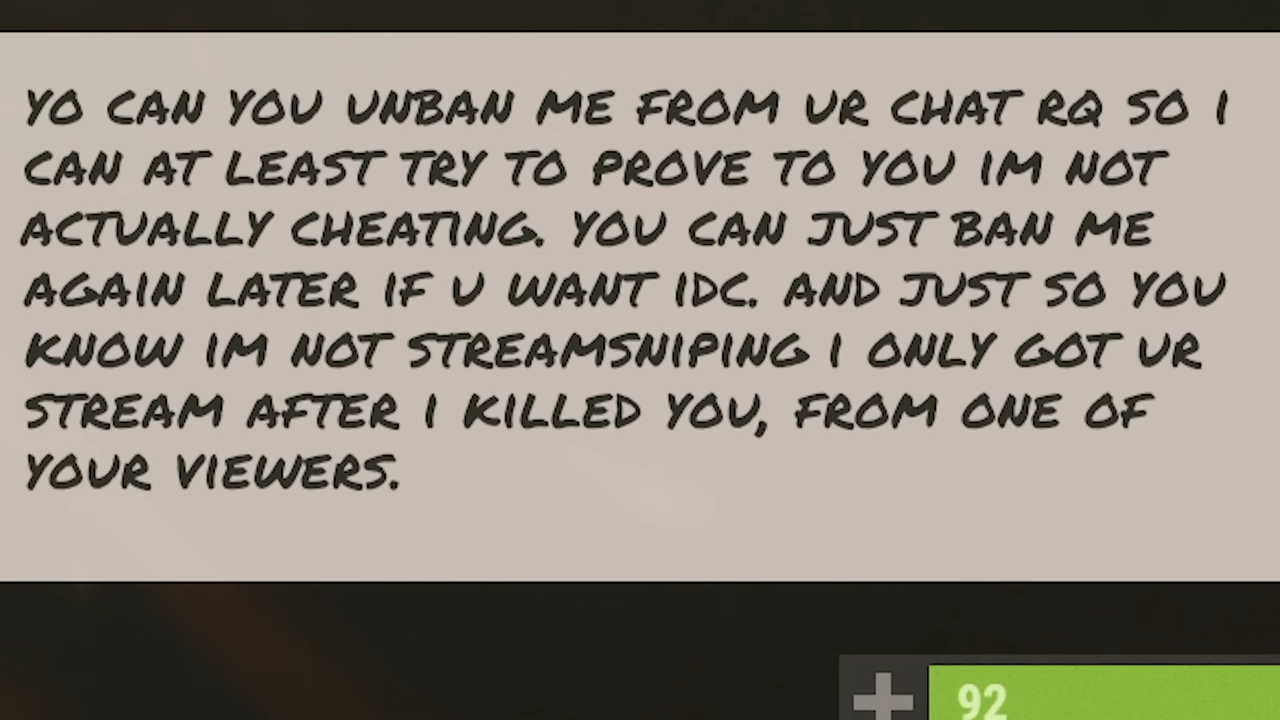 YO CAN YOU UNBAN ME FROM UR CHAT RQ SO I
CAN AT LEAST TRY TO PROVE TO YOU IM NOT
ACTUALLY CHEATING. YOU CAN JUST BAN ME
AGAIN LATER IF U WANT IDC. AND JUST SO YOU
KNOW IM NOT STREAMSNIPING I ONLY GOT UR
STREAM AFTER I KILLED YOU, FROM ONE OF
YOUR VIEWERS.
92